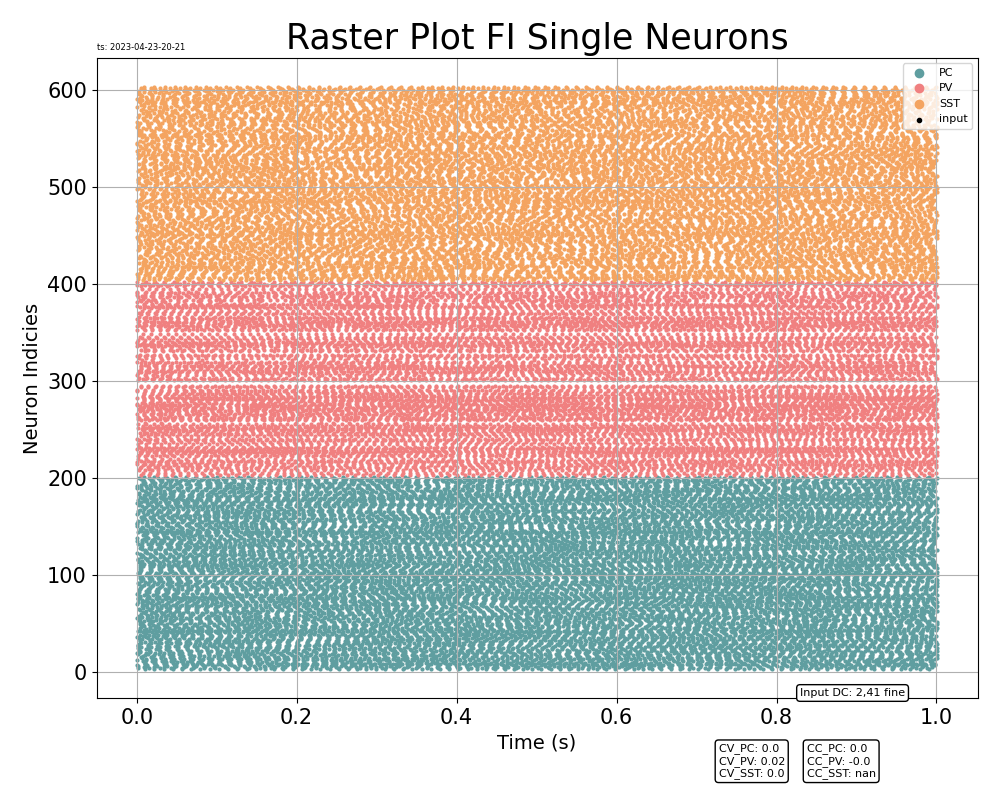 Raster Plot FI Single Neurons
ts: 2023-04-23-20-21
PC
PV
SST
input
Neuron Indicies
600
500
400
300
200
100
0
0.0 0.2 0.4 0.6 0.8 1.0
Time (s)
Input DC: 2,41 fine
CV_PC: 0.0
CV_PV: 0.02
CV_SST: 0.0
CC_PC: 0.0
CC_PV: -0.0
CC_SST: nan